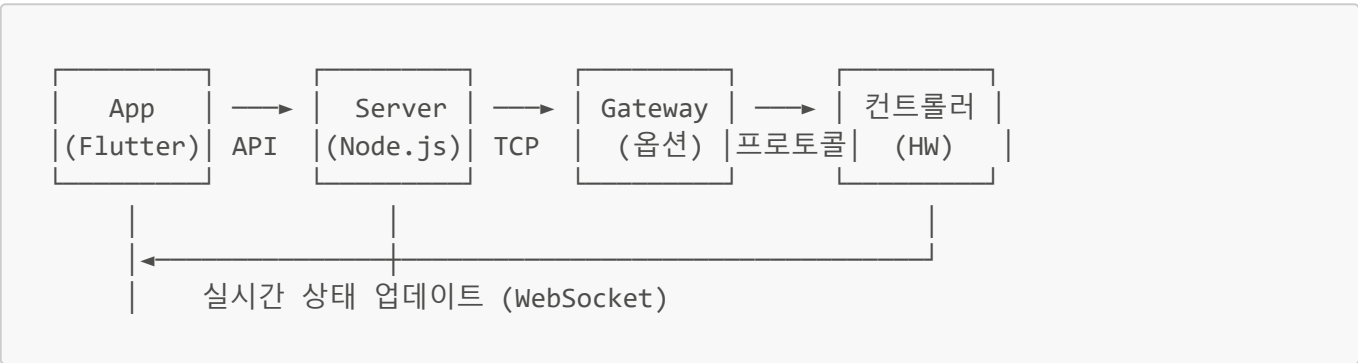 App Server Gateway 컨트롤러
(Flutter) API (Node.js) TCP (옵션) 프로토콜 (HW)
실시간 상태 업데이트 (WebSocket)